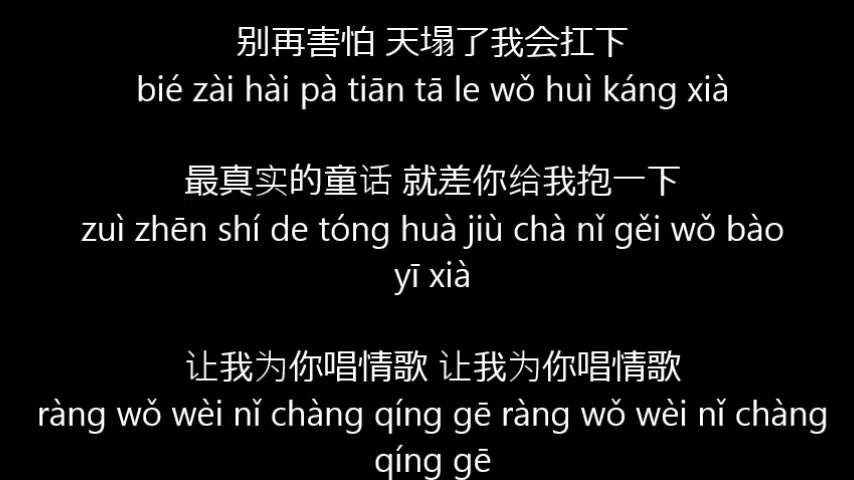 别再害怕 天塌了我会扛下
bié zài hài pà tiān tā le wǒ huì káng xià
最真实的童话 就差你给我抱一下
zuì zhēn shí de tóng huà jiù chà nǐ gěi wǒ bào
yī xià
让我为你唱情歌 让我为你唱情歌
ràng wǒ wèi nǐ chàng qíng gē ràng wǒ wèi nǐ chàng
qíng gē